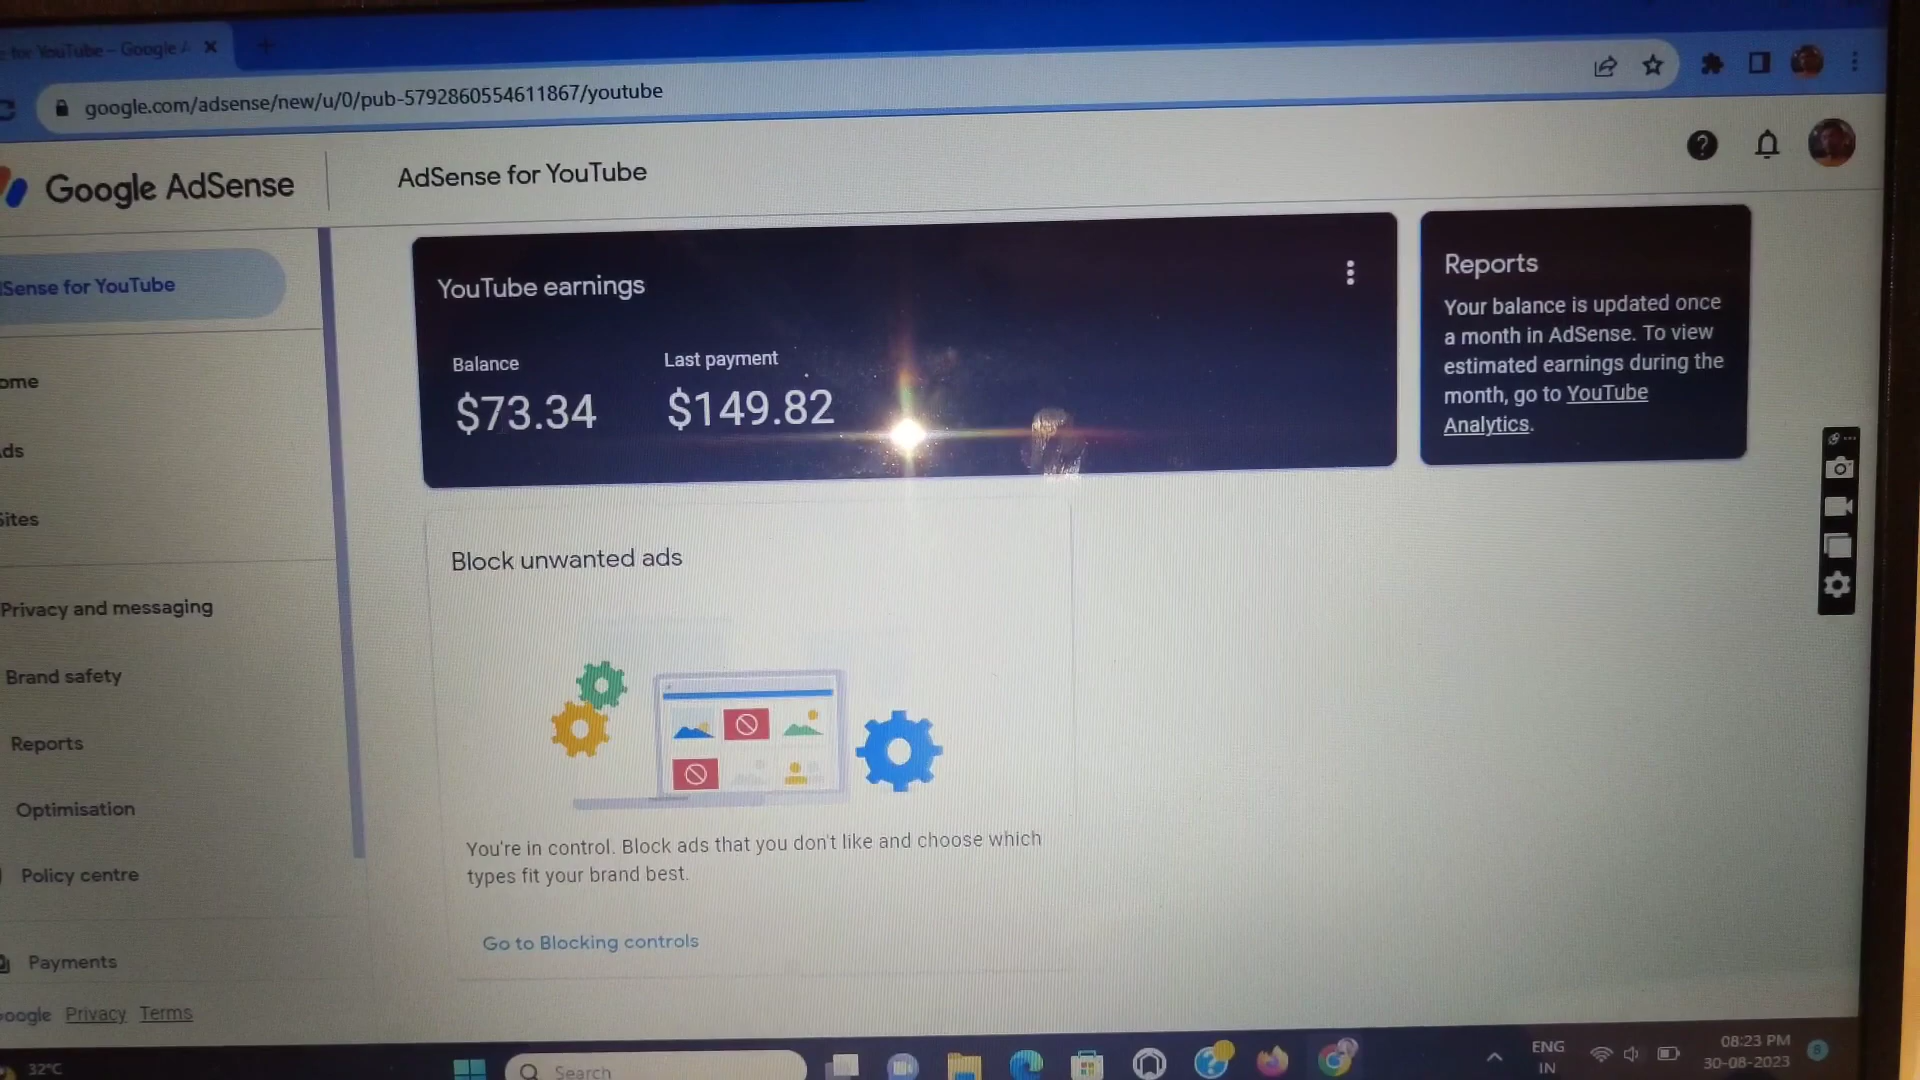 for YouTube – Google A
google.com/adsense/new/u/0/pub-5792860554611867/youtube
Google AdSense
AdSense for YouTube
Sense for YouTube
ome
ds
Sites
Privacy and messaging
Brand safety
Reports
Optimisation
Policy centre
Payments
oogle Privacy Terms
YouTube earnings
Balance
$73.34
Last payment
$149.82
Reports
Your balance is updated once
a month in AdSense. To view
estimated earnings during the
month, go to YouTube
Analytics.
Block unwanted ads
You're in control. Block ads that you don't like and choose which
types fit your brand best.
Go to Blocking controls
32°C
Search
ENG
IN
08:23 PM
30-08-2023
8